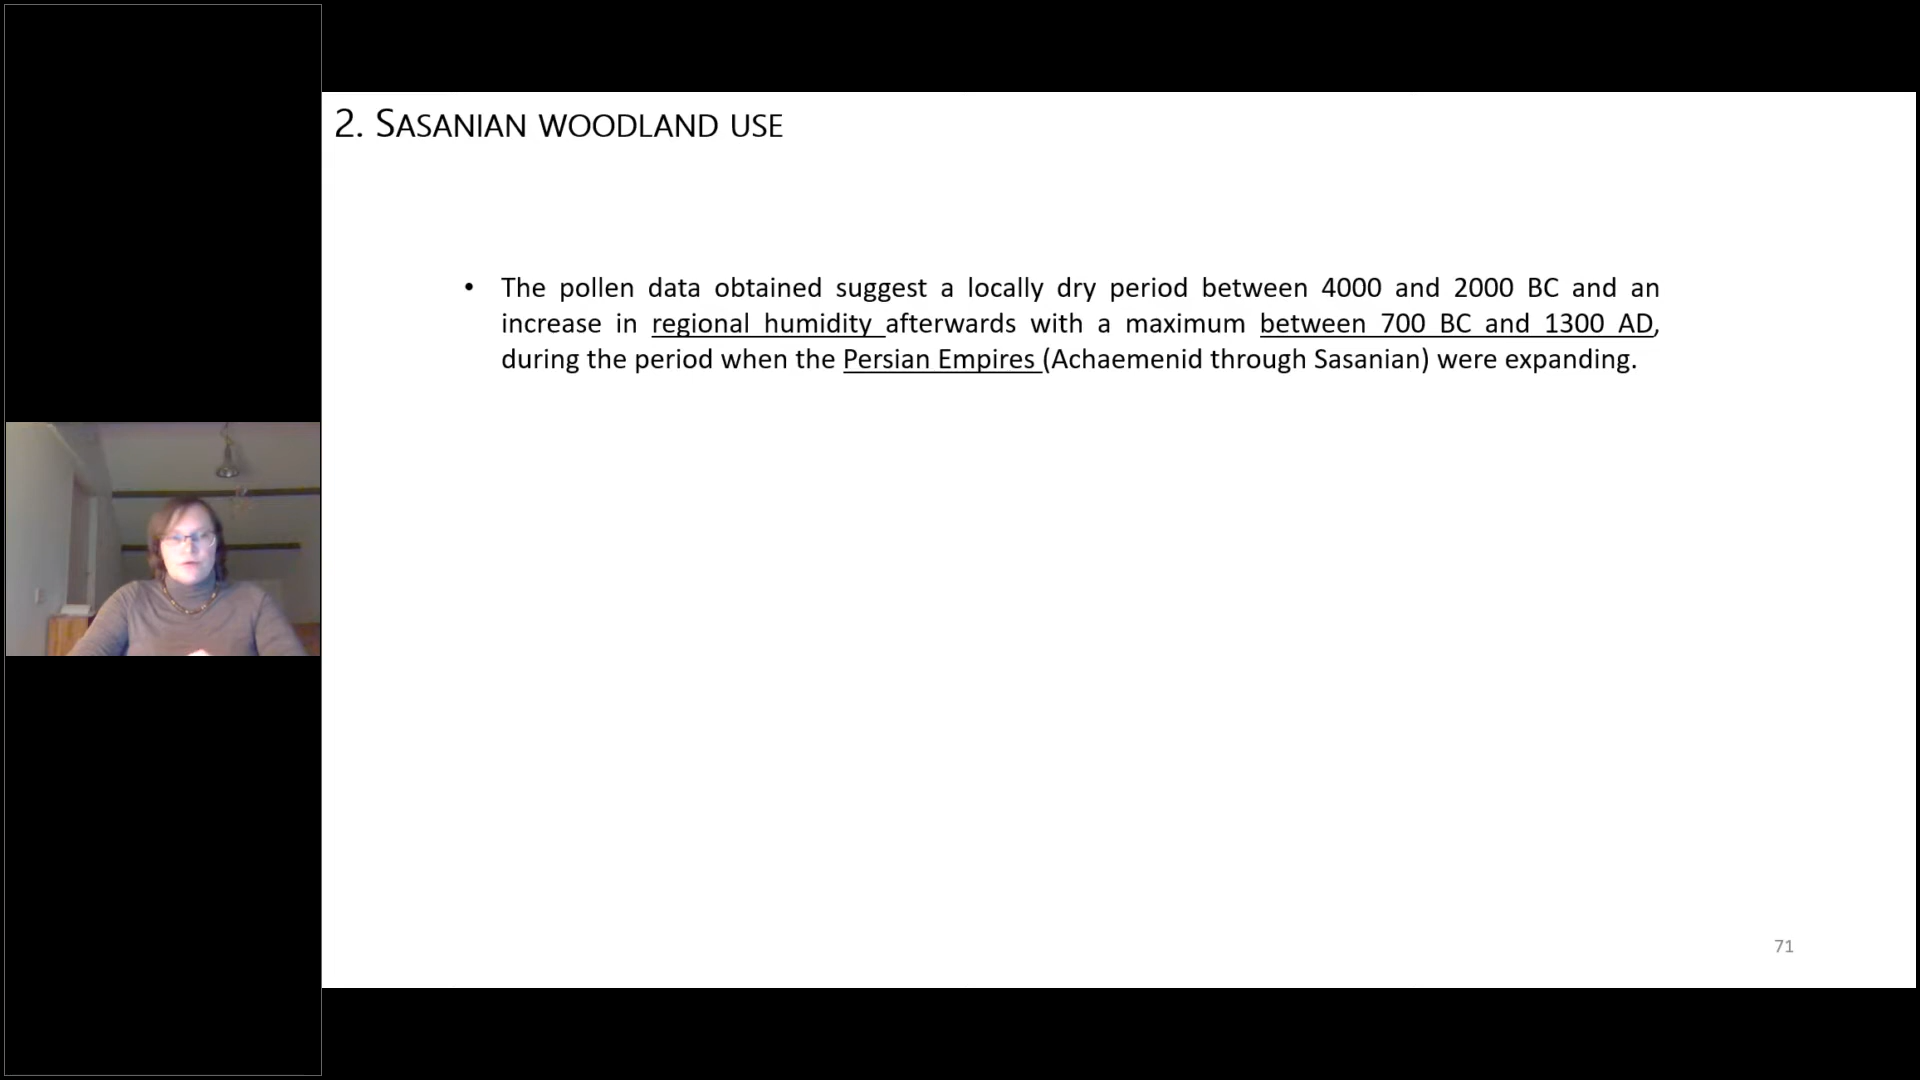 2. SASANIAN WOODLAND USE
• The pollen data obtained suggest a locally dry period between 4000 and 2000 BC and an
increase in regional humidity afterwards with a maximum between 700 BC and 1300 AD,
during the period when the Persian Empires (Achaemenid through Sasanian) were expanding.
71